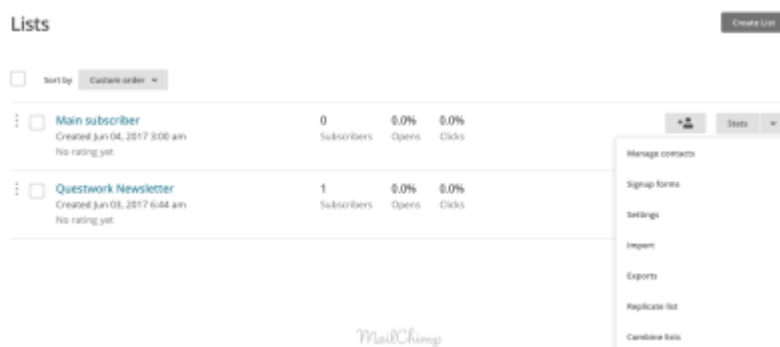 Lists
Create List
Sort by Custom order
Main subscriber 0 0.0% 0.0% Stats
Created Jun 04, 2017 3:00 am Subscribers Opens Clicks
No rating yet
Manage contacts
Signup forms
Questwork Newsletter 1 0.0% 0.0%
Created Jun 03, 2017 6:44 am Subscribers Opens Clicks
No rating yet
Settings
Import
Exports
Replicate list
Combine lists
MailChimp